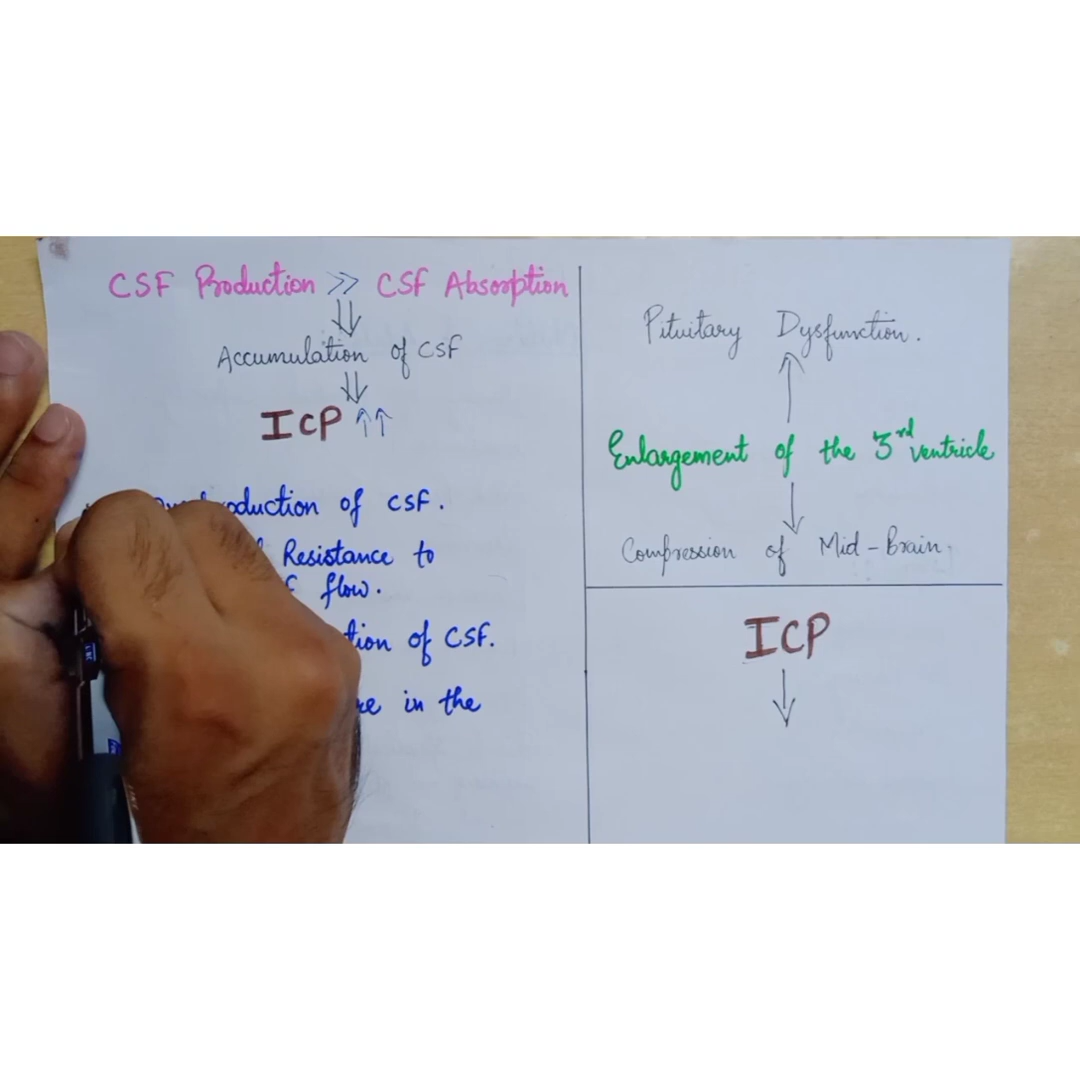 CSF Production >> CSF Absorption
⇓
Accumulation of CSF
⇓
ICP ↑↑
oduction of CSF.
Resistance to
flow.
tion of CSF.
re in the
Pituitary Dysfunction.
↑
Enlargement of the 3rd ventricle
↓
Compression of Mid-Brain.
ICP
↓